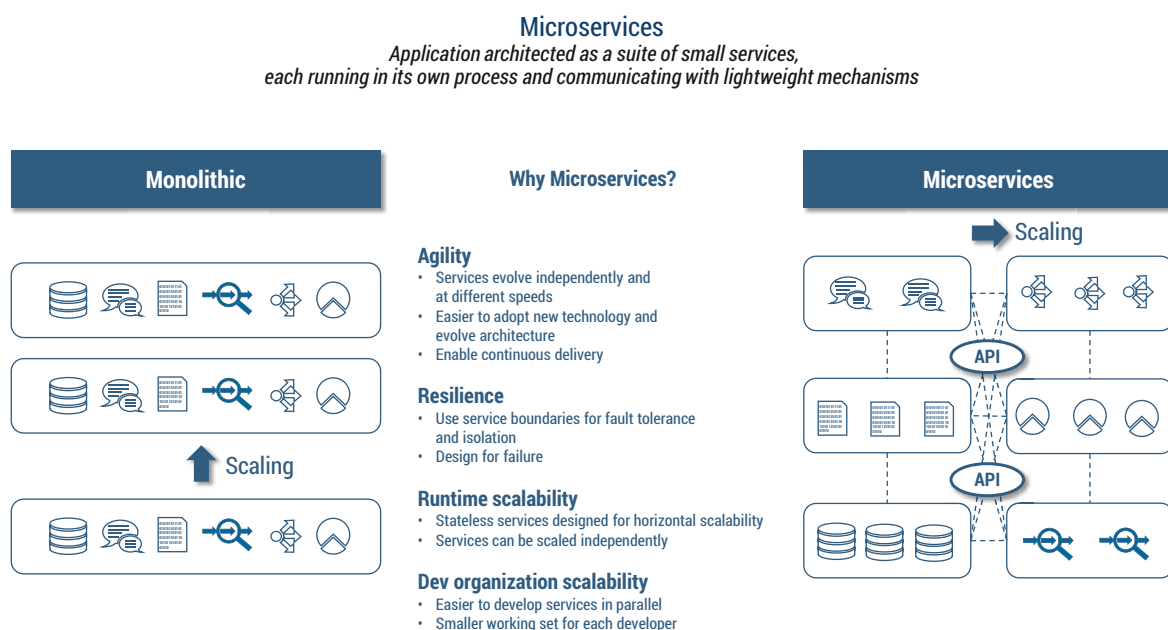 Microservices
Application architected as a suite of small services,
each running in its own process and communicating with lightweight mechanisms
Monolithic
Scaling
Why Microservices?
Agility
• Services evolve independently and
at different speeds
• Easier to adopt new technology and
evolve architecture
• Enable continuous delivery
Resilience
• Use service boundaries for fault tolerance
and isolation
• Design for failure
Runtime scalability
• Stateless services designed for horizontal scalability
• Services can be scaled independently
Dev organization scalability
• Easier to develop services in parallel
• Smaller working set for each developer
Microservices
Scaling
API
API